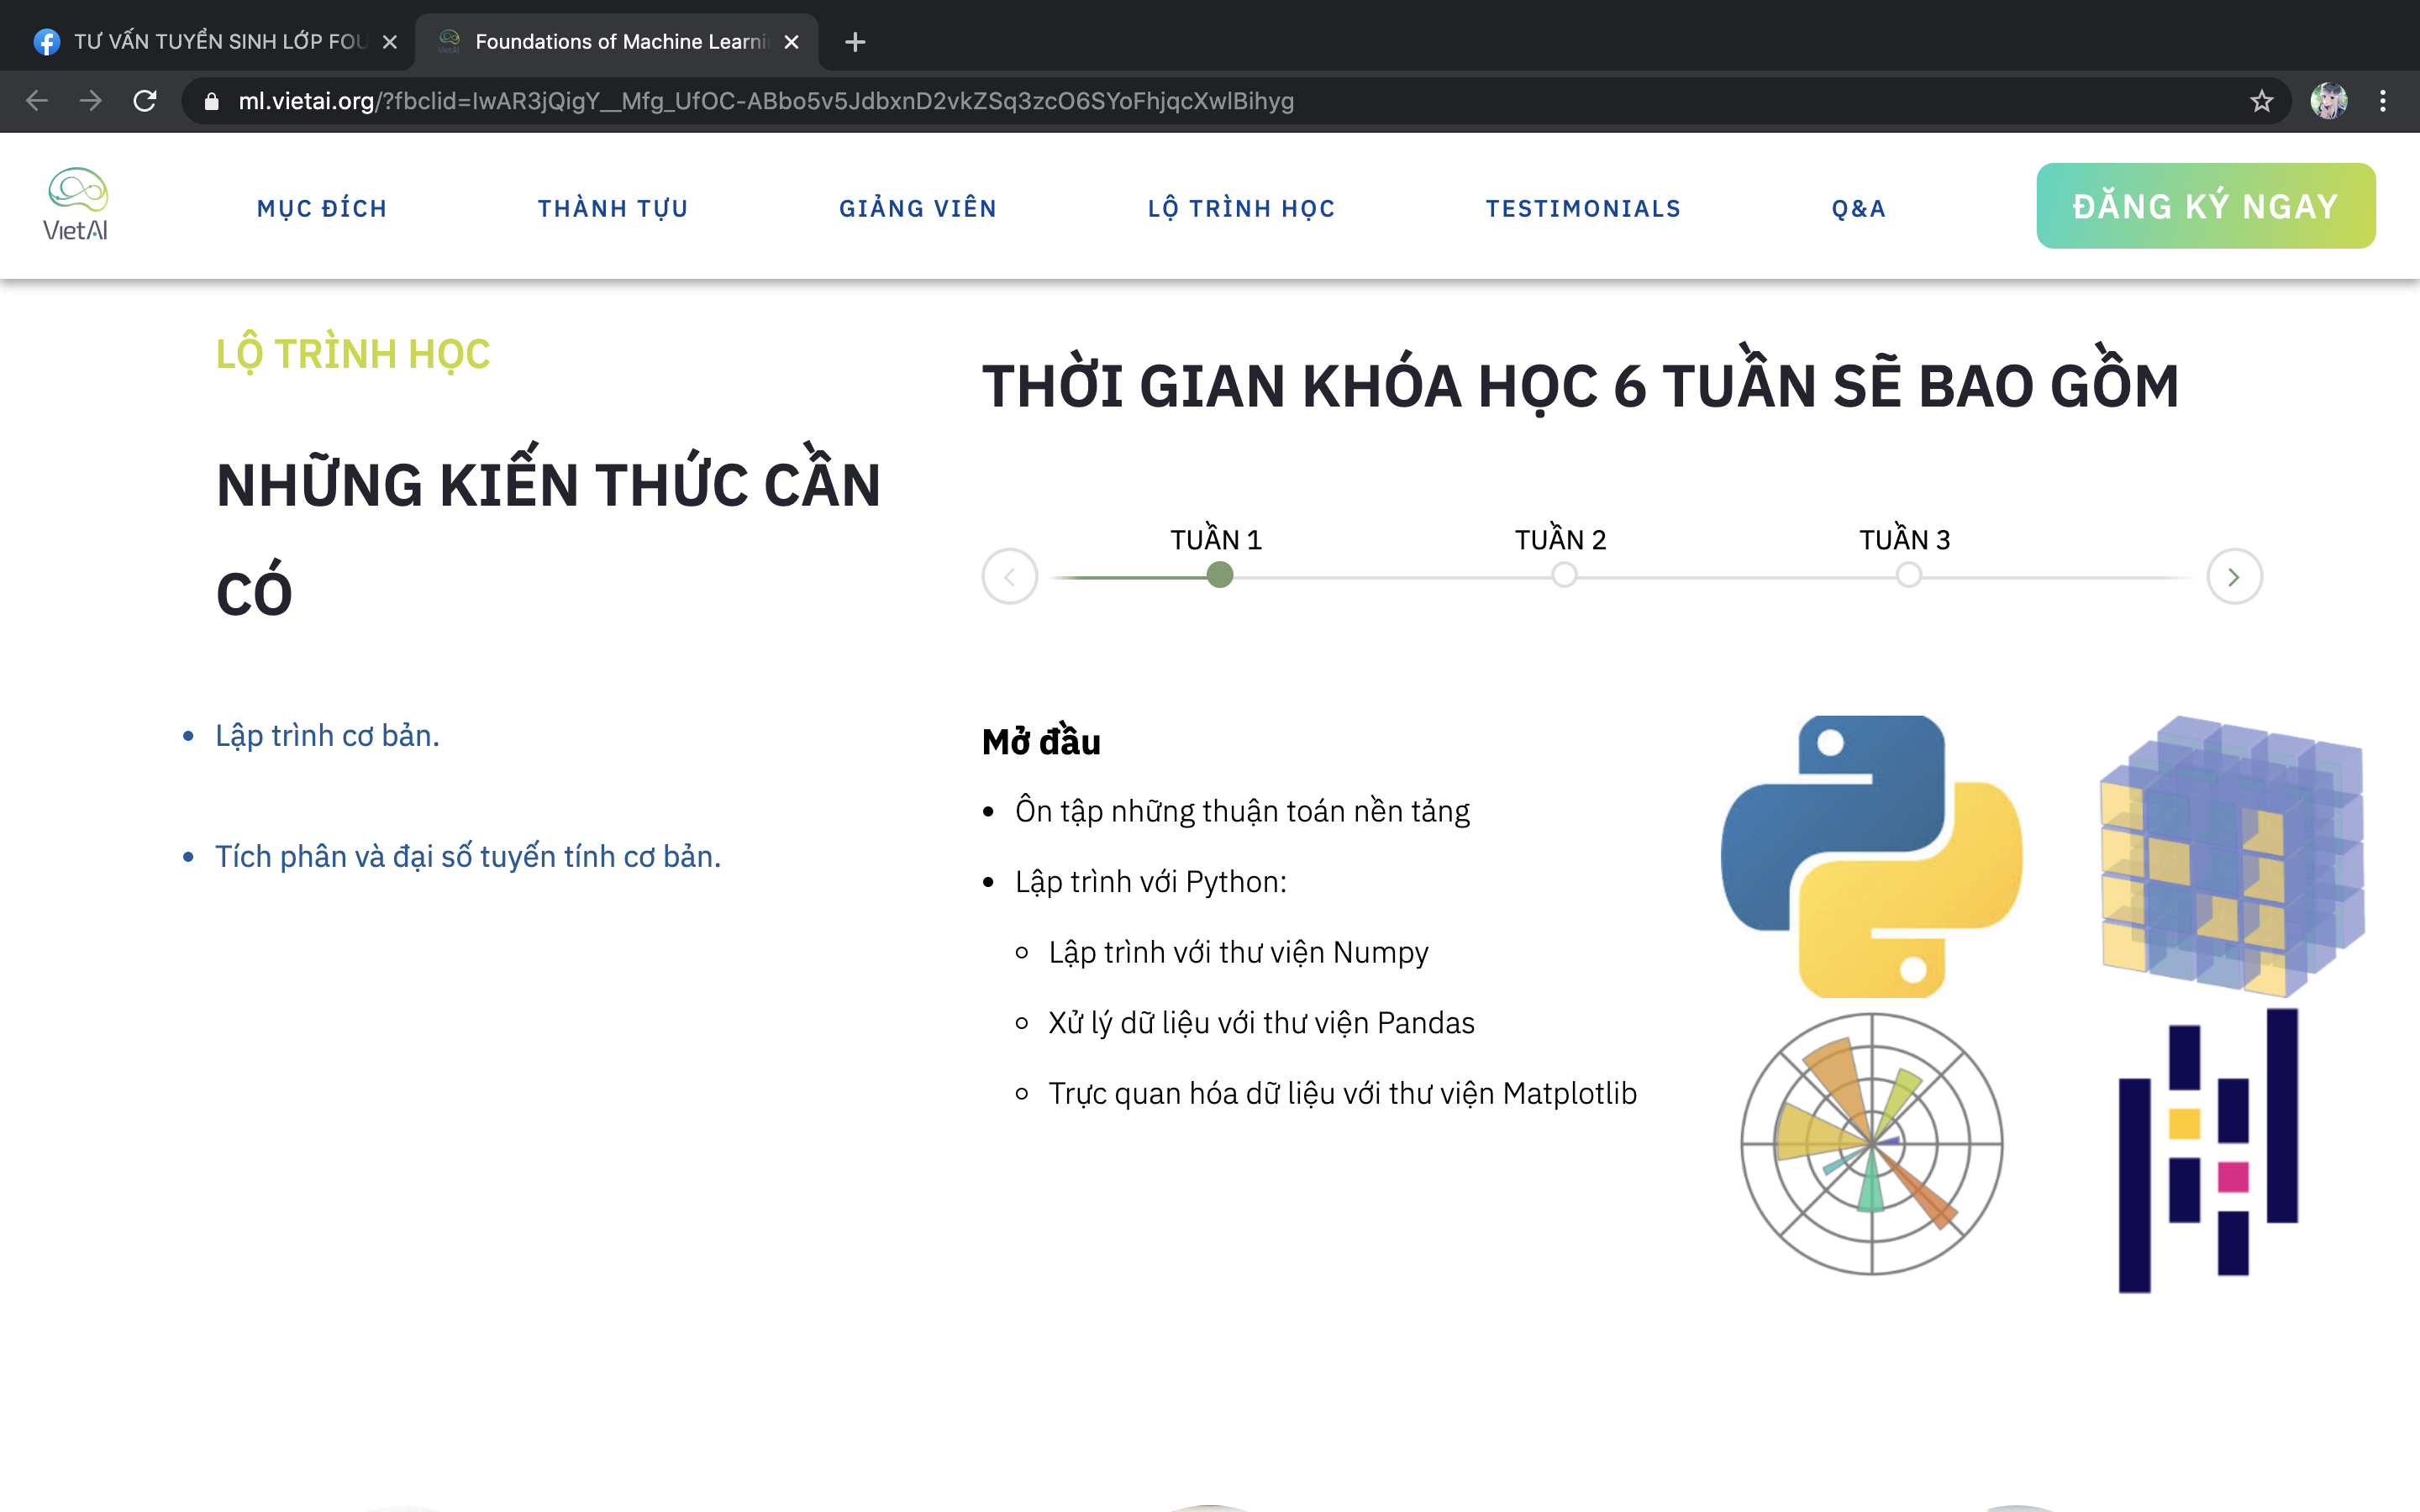 TƯ VẤN TUYỂN SINH LỚP FOU
Foundations of Machine Learni
ml.vietai.org/?fbclid=IwAR3jQigY__Mfg_UfOC-ABbo5v5JdbxnD2vkZSq3zcO6SYoFhjqcXwlBihyg
VietAI
MỤC ĐÍCH
THÀNH TỰU
GIẢNG VIÊN
LỘ TRÌNH HỌC
TESTIMONIALS
Q&A
ĐĂNG KÝ NGAY
LỘ TRÌNH HỌC
NHỮNG KIẾN THỨC CẦN
CÓ
• Lập trình cơ bản.
• Tích phân và đại số tuyến tính cơ bản.
THỜI GIAN KHÓA HỌC 6 TUẦN SẼ BAO GỒM
TUẦN 1
TUẦN 2
TUẦN 3
Mở đầu
• Ôn tập những thuận toán nền tảng
• Lập trình với Python:
○ Lập trình với thư viện Numpy
○ Xử lý dữ liệu với thư viện Pandas
○ Trực quan hóa dữ liệu với thư viện Matplotlib